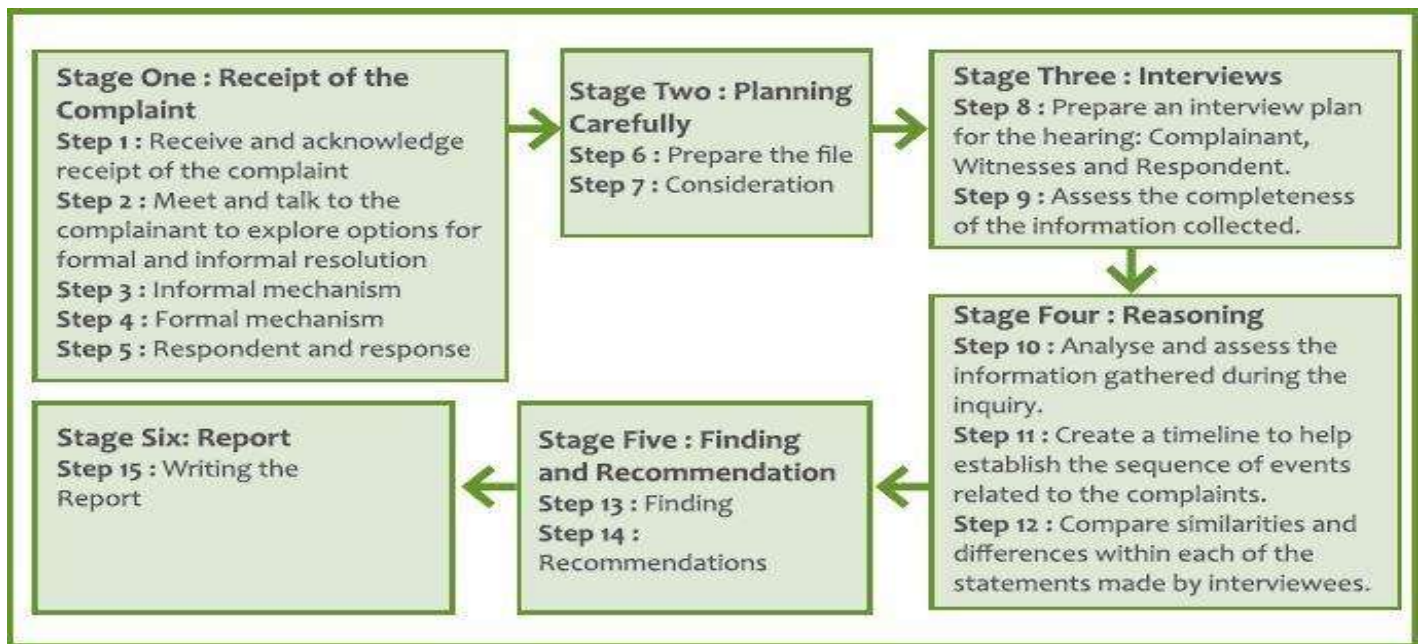 Stage One : Receipt of the
Complaint
Step 1 : Receive and acknowledge
receipt of the complaint
Step 2 : Meet and talk to the
complainant to explore options for
formal and informal resolution
Step 3 : Informal mechanism
Step 4 : Formal mechanism
Step 5 : Respondent and response
Stage Two : Planning
Carefully
Step 6 : Prepare the file
Step 7 : Consideration
Stage Three : Interviews
Step 8 : Prepare an interview plan
for the hearing: Complainant,
Witnesses and Respondent.
Step 9 : Assess the completeness
of the information collected.
Stage Four : Reasoning
Step 10 : Analyse and assess the
information gathered during the
inquiry.
Step 11 : Create a timeline to help
establish the sequence of events
related to the complaints.
Step 12 : Compare similarities and
differences within each of the
statements made by interviewees.
Stage Five : Finding
and Recommendation
Step 13 : Finding
Step 14 :
Recommendations
Stage Six: Report
Step 15 : Writing the
Report